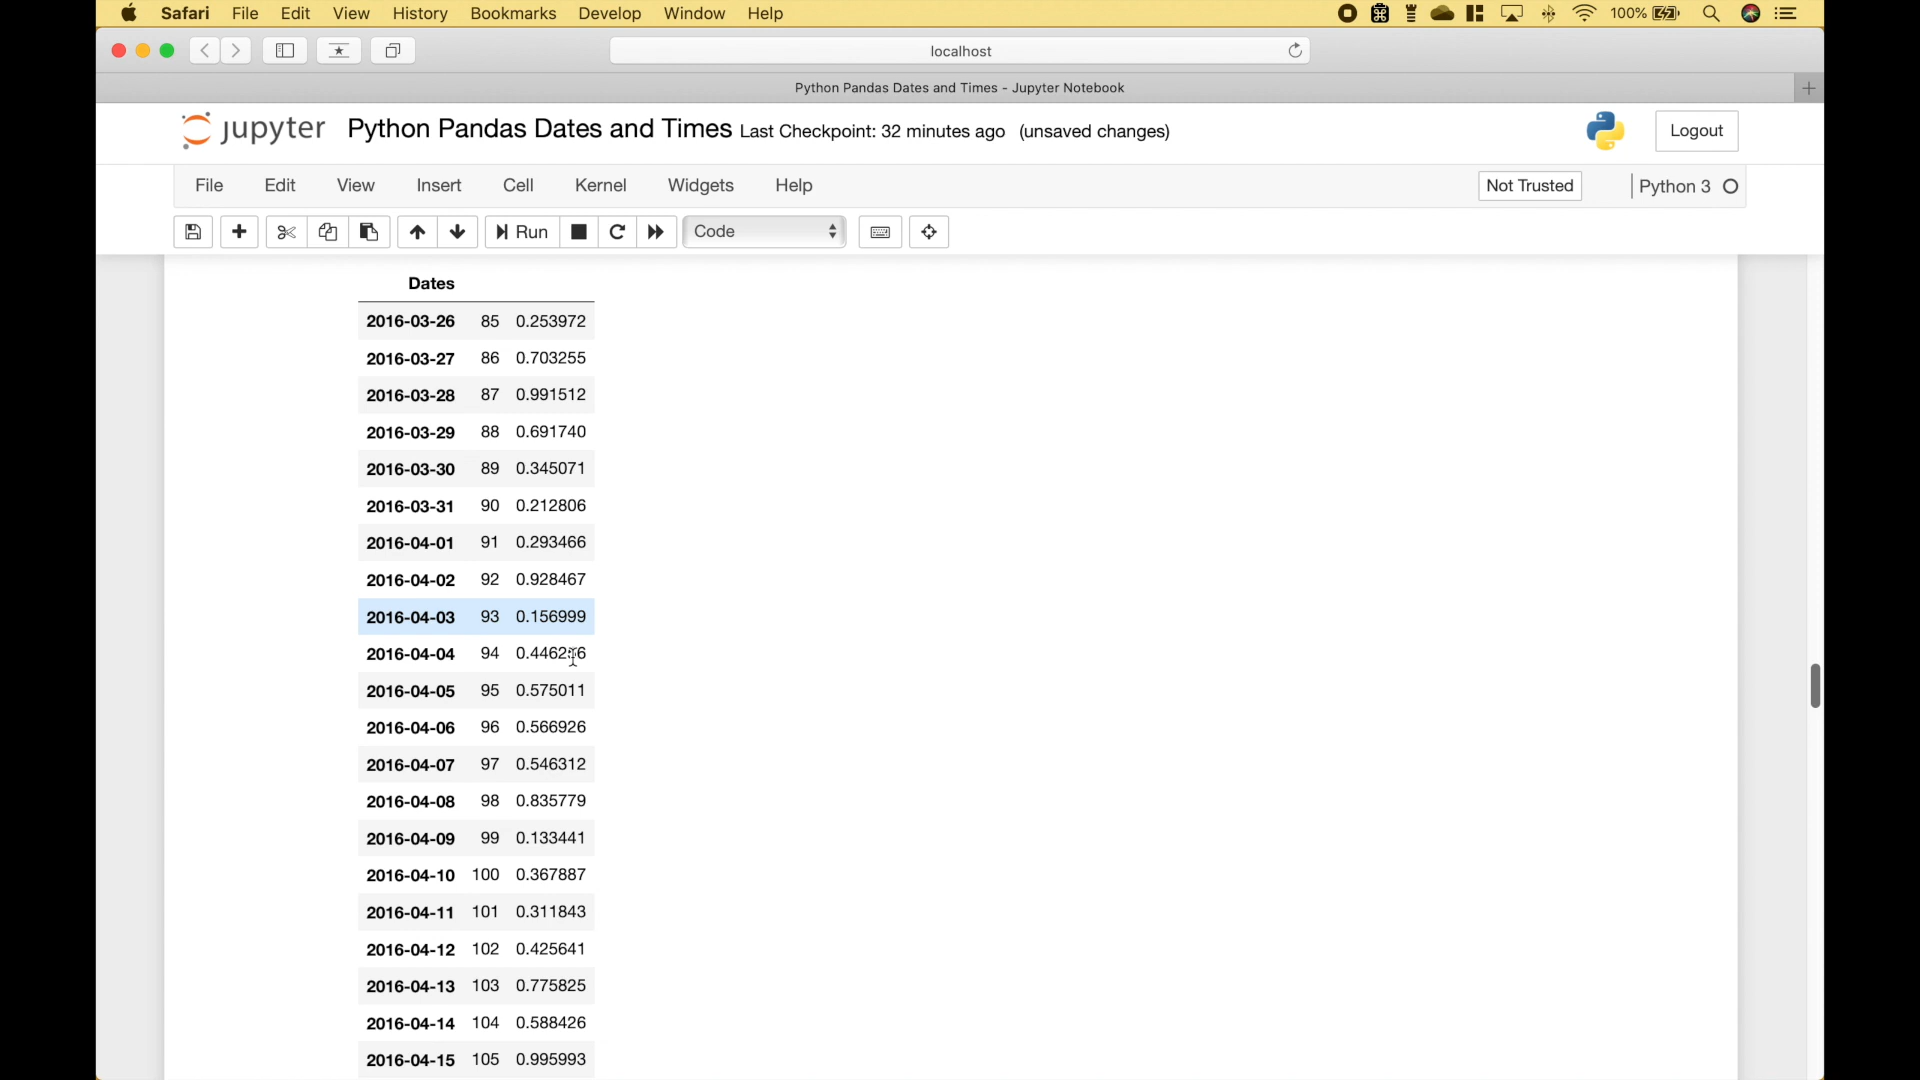 Safari File Edit View History Bookmarks Develop Window Help 100%
localhost
Python Pandas Dates and Times - Jupyter Notebook
jupyter Python Pandas Dates and Times Last Checkpoint: 32 minutes ago (unsaved changes) Logout
File Edit View Insert Cell Kernel Widgets Help Not Trusted Python 3
Run Code
Dates
2016-03-26 85 0.253972
2016-03-27 86 0.703255
2016-03-28 87 0.991512
2016-03-29 88 0.691740
2016-03-30 89 0.345071
2016-03-31 90 0.212806
2016-04-01 91 0.293466
2016-04-02 92 0.928467
2016-04-03 93 0.156999
2016-04-04 94
2016-04-05 95 0.575011
2016-04-06 96 0.566926
2016-04-07 97 0.546312
2016-04-08 98 0.835779
2016-04-09 99 0.133441
2016-04-10 100 0.367887
2016-04-11 101 0.311843
2016-04-12 102 0.425641
2016-04-13 103 0.775825
2016-04-14 104 0.588426
2016-04-15 105 0.995993